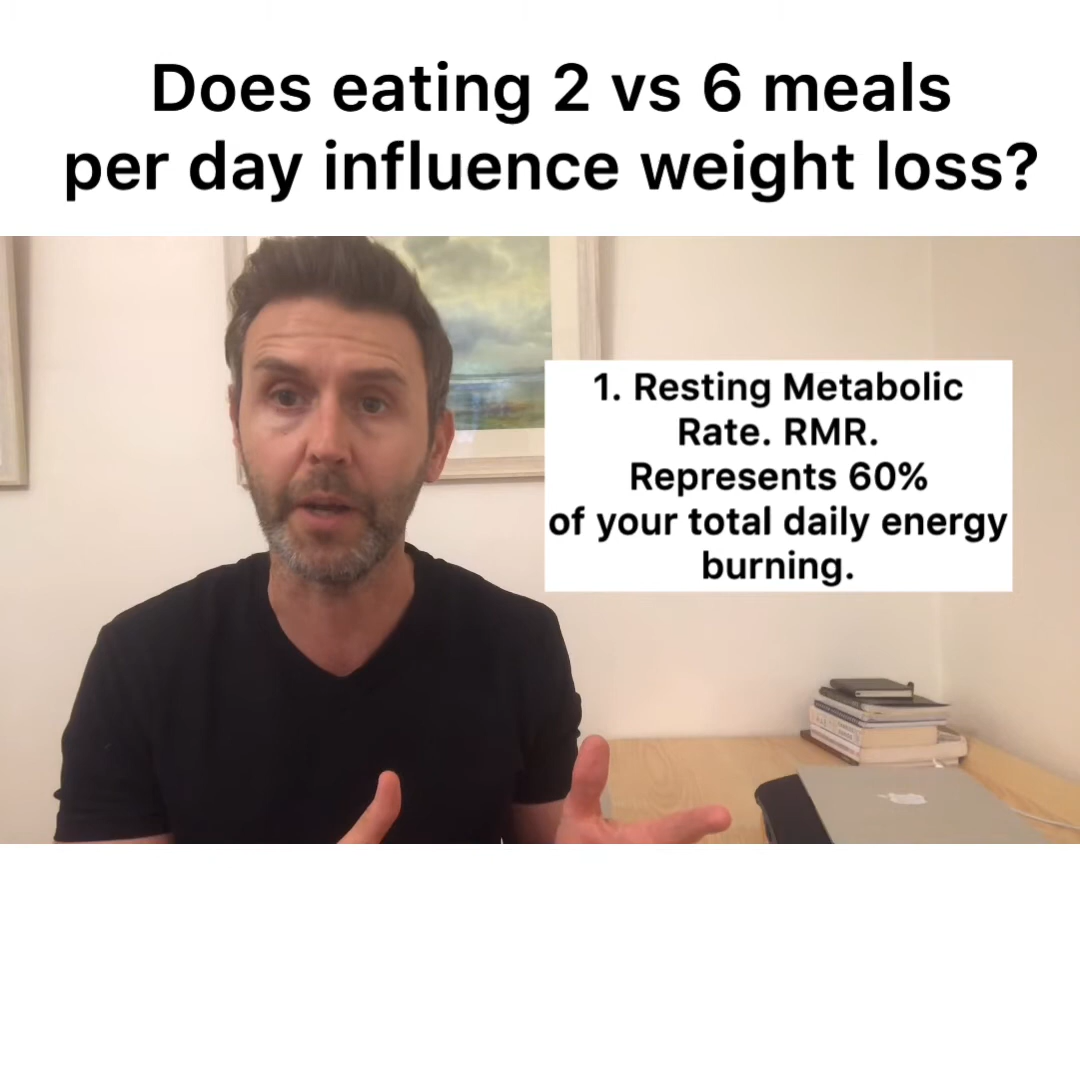 Does eating 2 vs 6 meals
per day influence weight loss?
1. Resting Metabolic
Rate. RMR.
Represents 60%
of your total daily energy
burning.